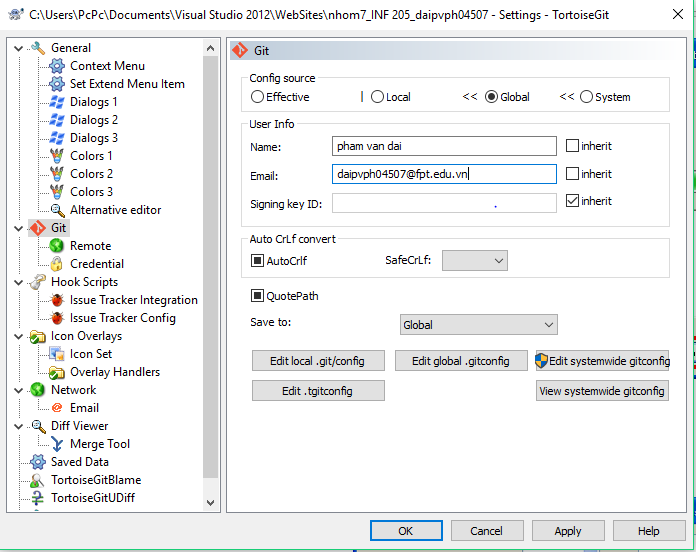 C:\Users\PcPc\Documents\Visual Studio 2012\WebSites\nhom7_INF 205_daipvph04507 - Settings - TortoiseGit
General
Context Menu
Set Extend Menu Item
Dialogs 1
Dialogs 2
Dialogs 3
Colors 1
Colors 2
Colors 3
Alternative editor
Git
Remote
Credential
Hook Scripts
Issue Tracker Integration
Issue Tracker Config
Icon Overlays
Icon Set
Overlay Handlers
Network
Email
Diff Viewer
Merge Tool
Saved Data
TortoiseGitBlame
TortoiseGitUDiff
Git
Config source
Effective | Local << Global << System
User Info
Name: pham van dai inherit
Email: daipvph04507@fpt.edu.vn inherit
Signing key ID: . inherit
Auto CrLf convert
AutoCrlf SafeCrLf:
QuotePath
Save to: Global
Edit local .git/config Edit global .gitconfig Edit systemwide gitconfig
Edit .tgitconfig View systemwide gitconfig
OK Cancel Apply Help